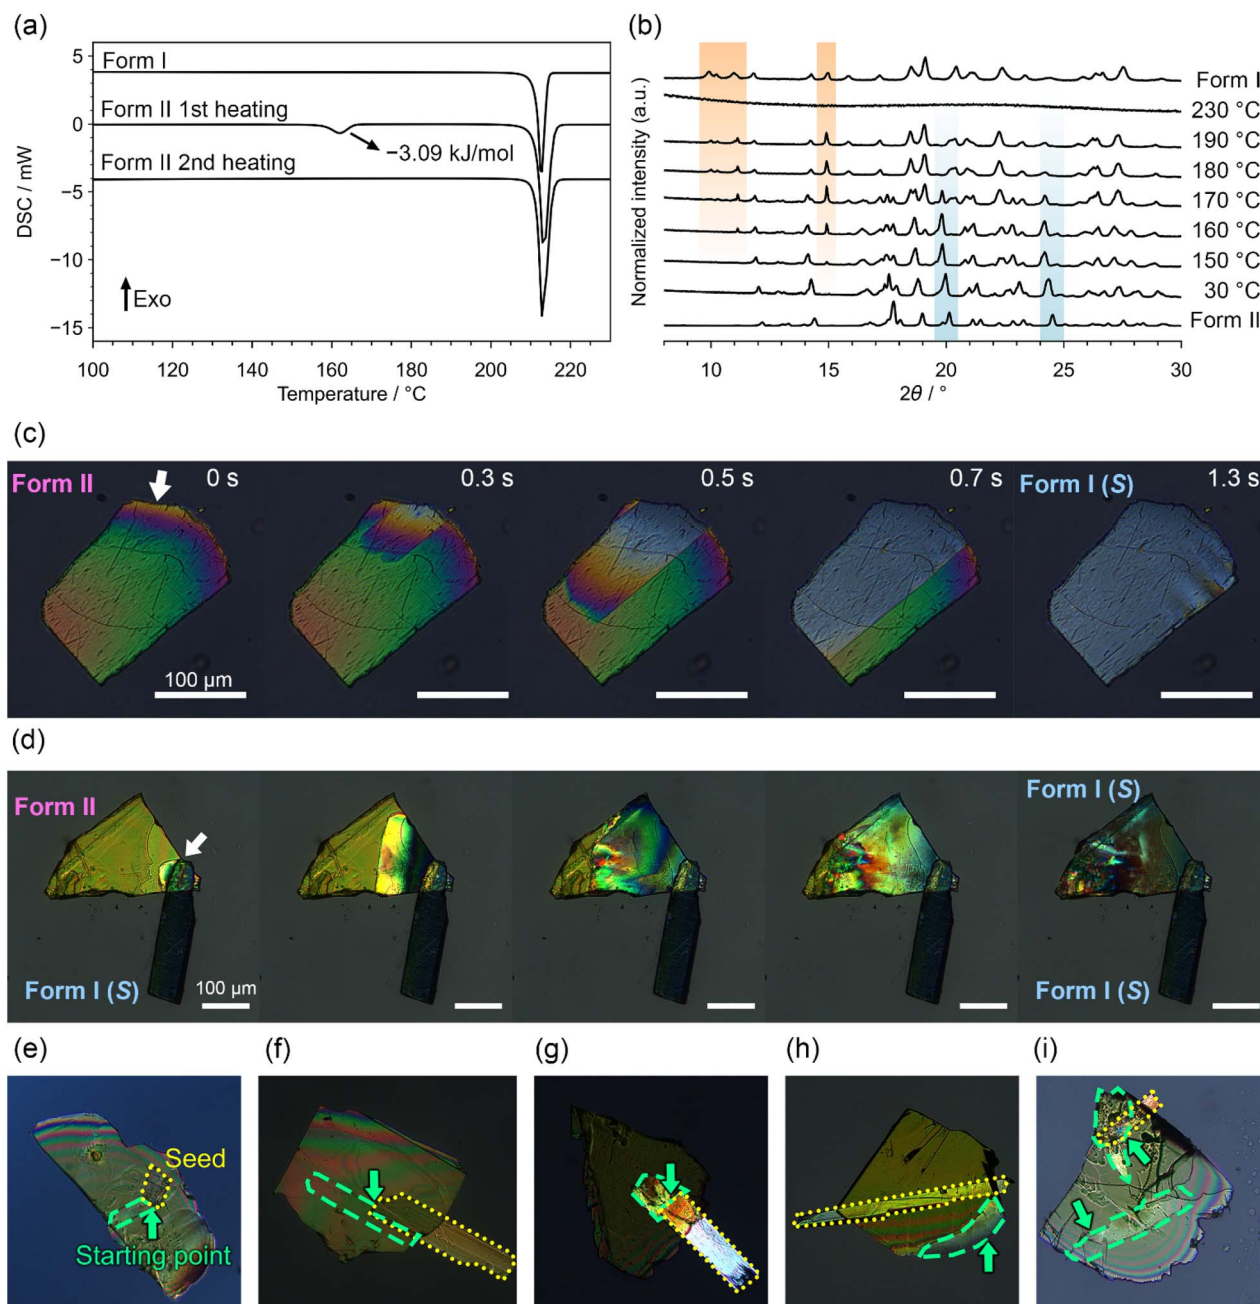 (a)
5
0
−5
−10
−15
DSC / mW
Form I
Form II 1st heating
−3.09 kJ/mol
Form II 2nd heating
Exo
100 120 140 160 180 200 220
Temperature / °C
(b)
Normalized intensity (a.u.)
Form I
230 °C
190 °C
180 °C
170 °C
160 °C
150 °C
30 °C
Form II
10 15 20 25 30
2θ / °
(c)
Form II 0 s 0.3 s 0.5 s 0.7 s Form I (S) 1.3 s
100 µm
(d)
Form II
Form I (S)
Form I (S) 100 µm
Form I (S)
(e) (f) (g) (h) (i)
Seed
Starting point